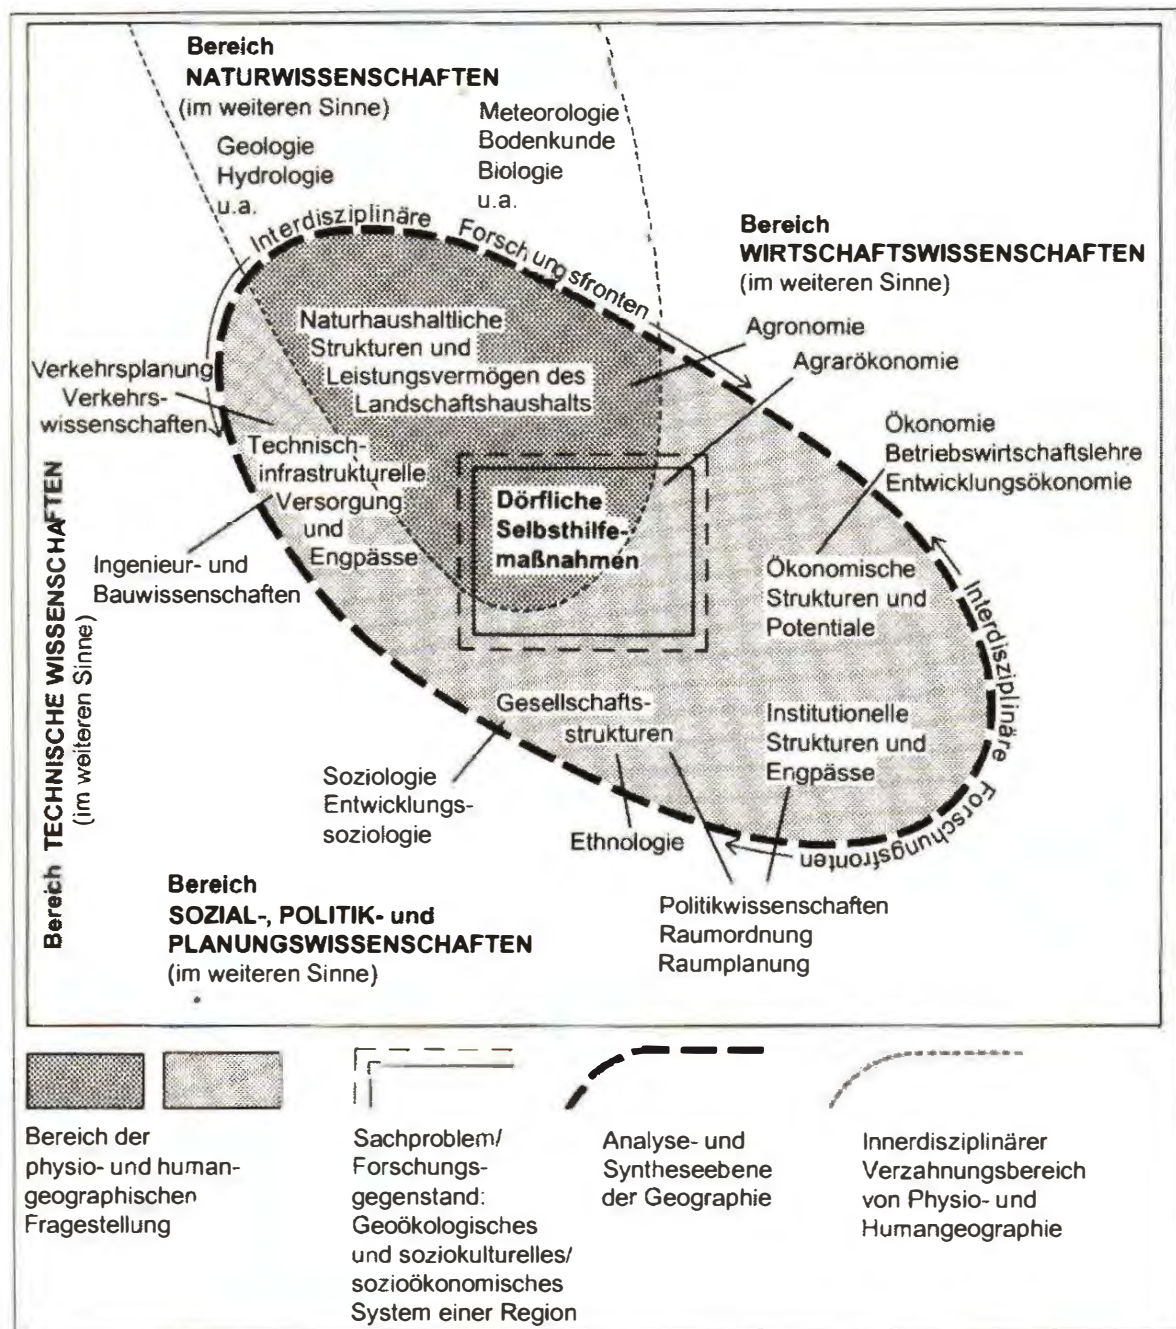 Bereich
NATURWISSENSCHAFTEN
(im weiteren Sinne)
Geologie
Hydrologie
u.a.
Meteorologie
Bodenkunde
Biologie
u.a.
Interdisziplinäre Forschungsfronten
Bereich
WIRTSCHAFTSWISSENSCHAFTEN
(im weiteren Sinne)
Agronomie
Agrarökonomie
Ökonomie
Betriebswirtschaftslehre
Entwicklungsökonomie
Naturhaushaltliche
Strukturen und
Leistungsvermögen des
Landschaftshaushalts
Verkehrsplanung
Verkehrs-
wissenschaften
Technisch-
infrastrukturelle
Versorgung
und
Engpässe
Dörfliche
Selbsthilfe-
maßnahmen
Ingenieur- und
Bauwissenschaften
Ökonomische
Strukturen und
Potentiale
Interdisziplinäre Forschungsfronten
Bereich TECHNISCHE WISSENSCHAFTEN
(im weiteren Sinne)
Gesellschafts-
strukturen
Institutionelle
Strukturen und
Engpässe
Soziologie
Entwicklungs-
soziologie
Ethnologie
Politikwissenschaften
Raumordnung
Raumplanung
Bereich
SOZIAL-, POLITIK- und
PLANUNGSWISSENSCHAFTEN
(im weiteren Sinne)
Bereich der
physio- und human-
geographischen
Fragestellung
Sachproblem/
Forschungs-
gegenstand:
Geoökologisches
und soziokulturelles/
sozioökonomisches
System einer Region
Analyse- und
Syntheseebene
der Geographie
Innerdisziplinärer
Verzahnungsbereich
von Physio- und
Humangeographie